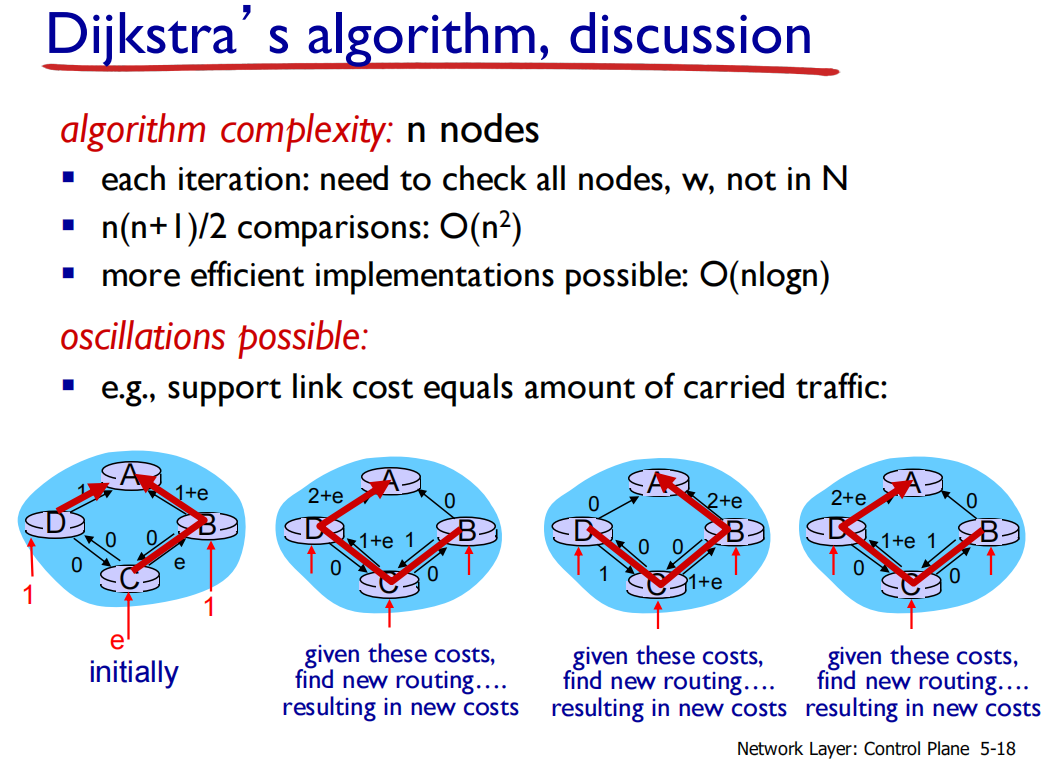 Dijkstra’s algorithm, discussion
algorithm complexity: n nodes
▪ each iteration: need to check all nodes, w, not in N
▪ n(n+1)/2 comparisons: O(n²)
▪ more efficient implementations possible: O(nlogn)
oscillations possible:
▪ e.g., support link cost equals amount of carried traffic:
A
1
1+e
D
B
0
0
0
e
C
1
1
e
initially
A
2+e
0
D
B
1+e
1
0
0
C
given these costs,
find new routing….
resulting in new costs
A
0
2+e
D
B
0
0
1
1+e
C
given these costs,
find new routing….
resulting in new costs
A
2+e
0
D
B
1+e
1
0
0
C
given these costs,
find new routing….
resulting in new costs
Network Layer: Control Plane 5-18